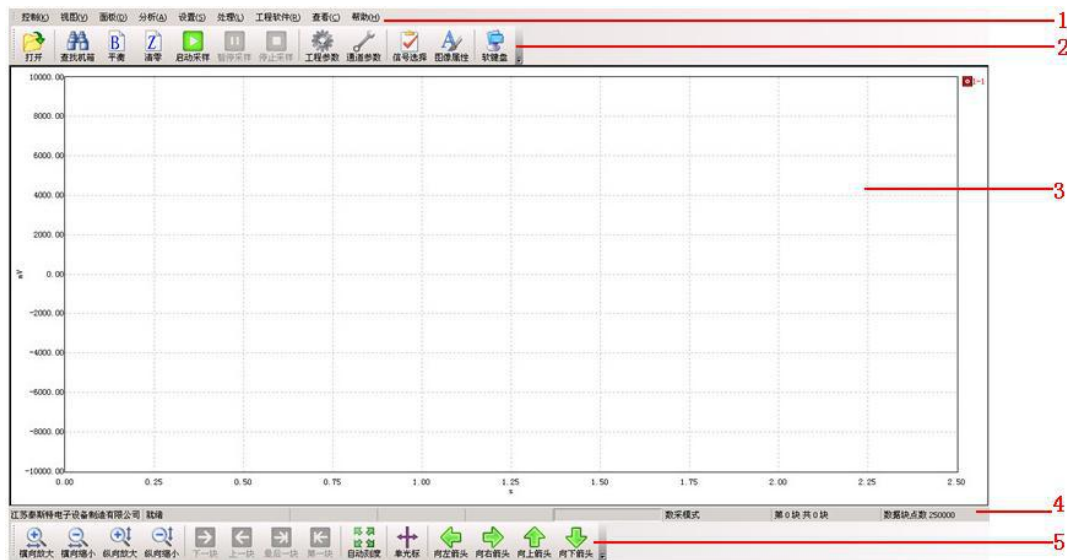 控制(K) 视图(V) 面板(D) 分析(A) 设置(S) 处理(L) 工程软件(R) 查看(C) 帮助(H)
1
打开 查找机箱 平衡 清零 启动采样 暂停采样 停止采样 工程参数 通道参数 信号选择 图像属性 软键盘
2
10000.00
1-1
8000.00
6000.00
3
4000.00
2000.00
mV
0.00
-2000.00
-4000.00
-6000.00
-8000.00
-10000.00
0.00 0.25 0.50 0.75 1.00 1.25 1.50 1.75 2.00 2.25 2.50
s
江苏泰斯特电子设备制造有限公司 就绪 数采模式 第 0 块 共 0 块 数据块点数 250000
4
横向放大 横向缩小 纵向放大 纵向缩小 下一块 上一块 最后一块 第一块 自动刻度 单光标 向左箭头 向右箭头 向上箭头 向下箭头
5